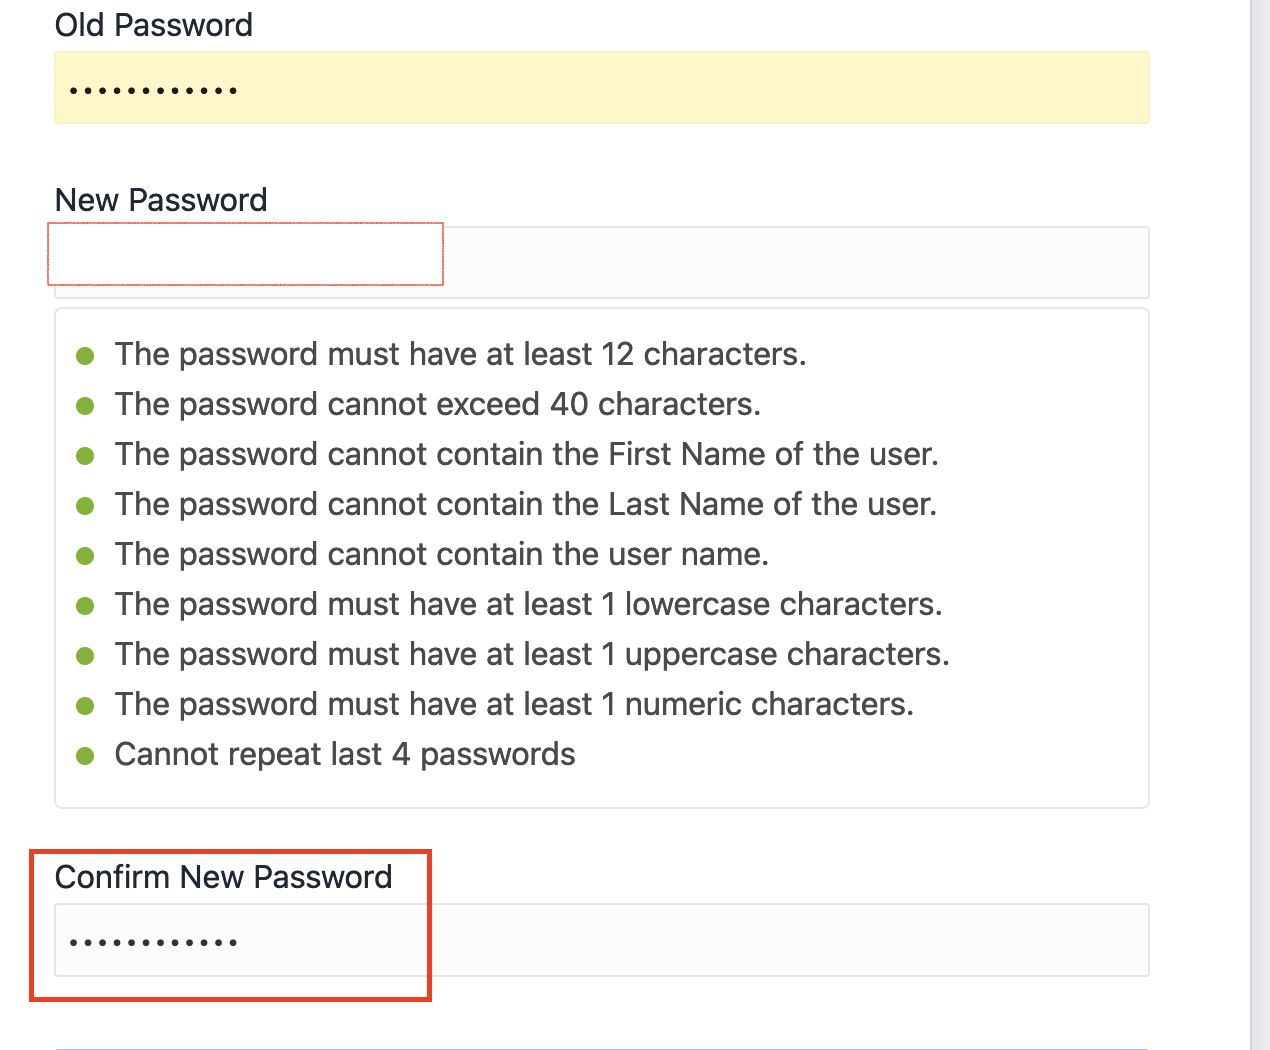 Old Password
••••••••••••
New Password
The password must have at least 12 characters.
The password cannot exceed 40 characters.
The password cannot contain the First Name of the user.
The password cannot contain the Last Name of the user.
The password cannot contain the user name.
The password must have at least 1 lowercase characters.
The password must have at least 1 uppercase characters.
The password must have at least 1 numeric characters.
Cannot repeat last 4 passwords
Confirm New Password
••••••••••••